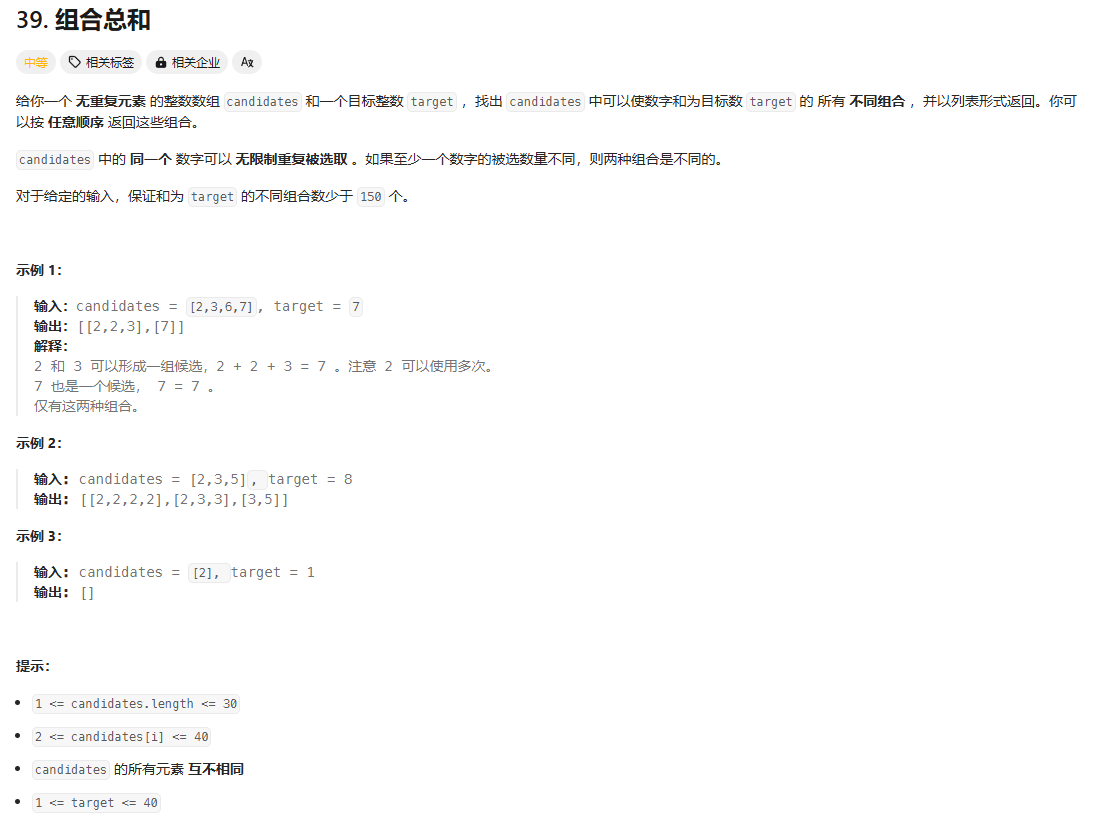 39. 组合总和
中等 相关标签 相关企业 Aあ
给你一个 无重复元素 的整数数组 candidates 和一个目标整数 target ，找出 candidates 中可以使数字和为目标数 target 的 所有 不同组合 ，并以列表形式返回。你可
以按 任意顺序 返回这些组合。
candidates 中的 同一个 数字可以 无限制重复被选取 。如果至少一个数字的被选数量不同，则两种组合是不同的。
对于给定的输入，保证和为 target 的不同组合数少于 150 个。
示例 1：
输入：candidates = [2,3,6,7], target = 7
输出：[[2,2,3],[7]]
解释：
2 和 3 可以形成一组候选，2 + 2 + 3 = 7 。注意 2 可以使用多次。
7 也是一个候选， 7 = 7 。
仅有这两种组合。
示例 2：
输入：candidates = [2,3,5], target = 8
输出：[[2,2,2,2],[2,3,3],[3,5]]
示例 3：
输入：candidates = [2], target = 1
输出：[]
提示：
• 1 <= candidates.length <= 30
• 2 <= candidates[i] <= 40
• candidates 的所有元素 互不相同
• 1 <= target <= 40